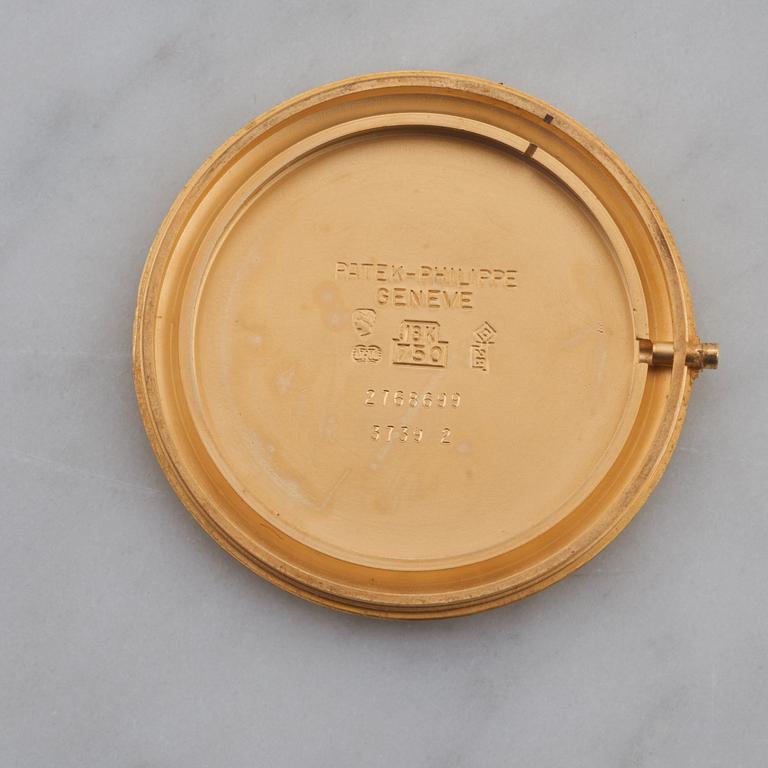 PATEK-PHILIPPE
GENEVE
18K
750
2768699
3739 2